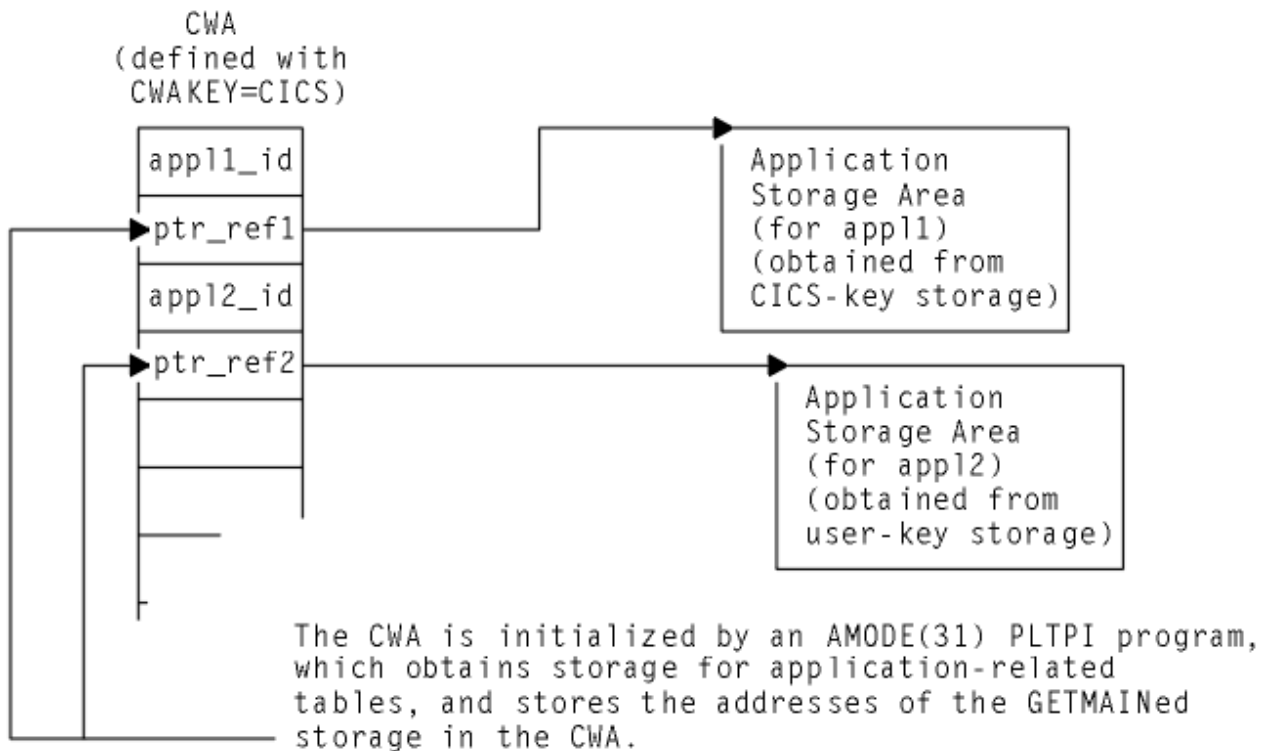 CWA
(defined with
CWAKEY=CICS)
appl1_id
ptr_ref1
appl2_id
ptr_ref2
Application
Storage Area
(for appl1)
(obtained from
CICS-key storage)
Application
Storage Area
(for appl2)
(obtained from
user-key storage)
The CWA is initialized by an AMODE(31) PLTPI program,
which obtains storage for application-related
tables, and stores the addresses of the GETMAINed
storage in the CWA.